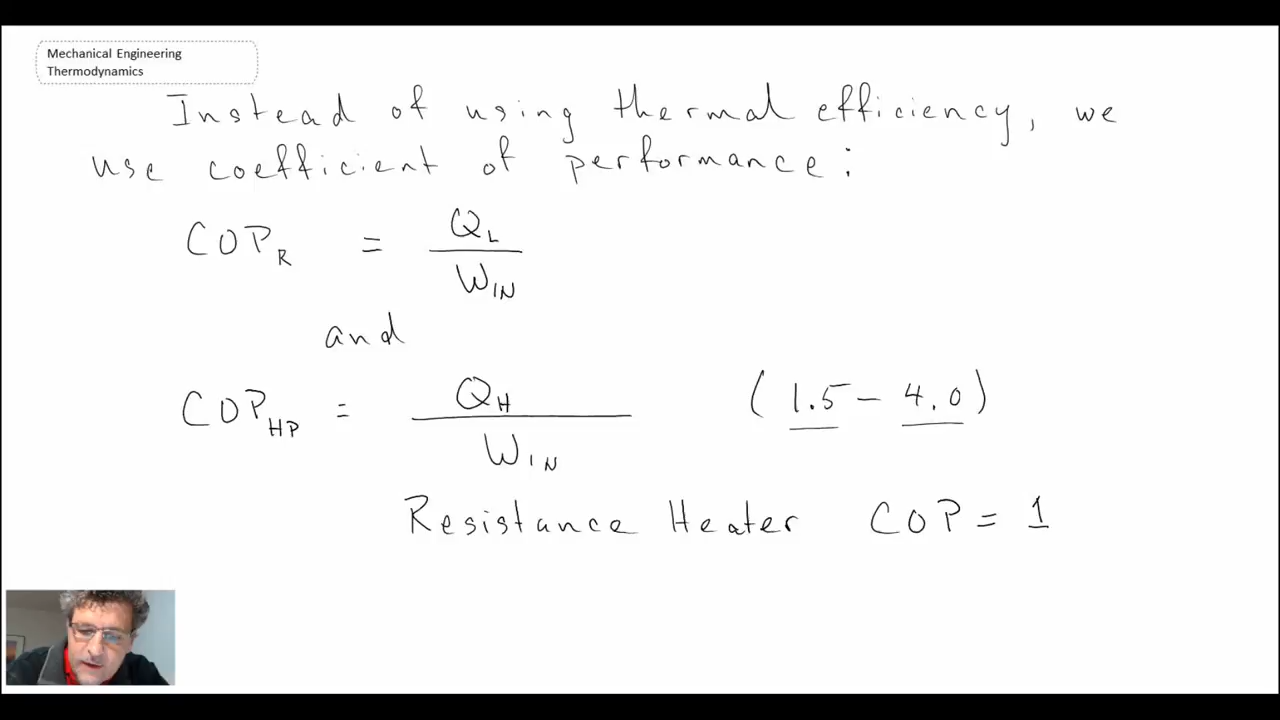 Mechanical Engineering
Thermodynamics
Instead of using thermal efficiency, we
use coefficient of performance:
COP_R = Q_L / W_IN
and
COP_HP = Q_H / W_IN (1.5 - 4.0)
Resistance Heater COP = 1